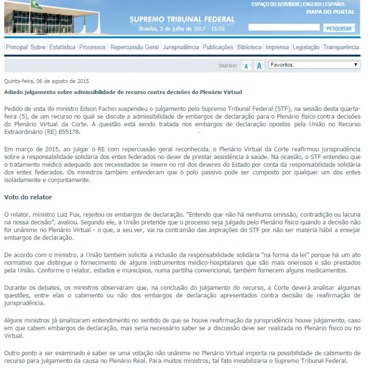 ESPAÇO DO SERVIDOR | ENGLISH | ESPAÑOL
MAPA DO PORTAL
SUPREMO TRIBUNAL FEDERAL
Brasília, 3 de julho de 2017 - 15:02
PESQUISAR
Principal Sobre Estatística Processos Repercussão Geral Jurisprudência Publicações Biblioteca Imprensa Legislação Transparência
A A Favoritos
Quinta-feira, 06 de agosto de 2015
Adiado julgamento sobre admissibilidade de recurso contra decisões do Plenário Virtual
Pedido de vista do ministro Edson Fachin suspendeu o julgamento pelo Supremo Tribunal Federal (STF), na sessão desta quarta-
feira (5), de um recurso no qual se discute a admissibilidade de embargos de declaração para o Plenário físico contra decisões
do Plenário Virtual da Corte. A questão está sendo tratada nos embargos de declaração opostos pela União no Recurso
Extraordinário (RE) 855178.
Em março de 2015, ao julgar o RE com repercussão geral reconhecida, o Plenário Virtual da Corte reafirmou jurisprudência
sobre a responsabilidade solidária dos entes federados no dever de prestar assistência à saúde. Na ocasião, o STF entendeu que
o tratamento médico adequado aos necessitados se insere no rol dos deveres do Estado por conta da responsabilidade solidária
dos entes federados. Os ministros também entenderam que o polo passivo pode ser composto por qualquer um dos entes
isoladamente e conjuntamente.
Voto do relator
O relator, ministro Luiz Fux, rejeitou os embargos de declaração. "Entendo que não há nenhuma omissão, contradição ou lacuna
na nossa decisão", avaliou. Segundo ele, a União pretende que o processo seja julgado pelo Plenário físico quando a decisão não
for unânime no Plenário Virtual - o que, a seu ver, vai na contramão das aspirações do STF por não ser matéria hábil a ensejar
embargos de declaração.
De acordo com o ministro, a União também solicita a inclusão da responsabilidade solidária "na forma da lei" porque há um ato
normativo que distingue o fornecimento de alguns instrumentos médico-hospitalares que são mais onerosos e são prestados
pela União. Conforme o relator, estados e municípios, numa partilha convencional, também fornecem alguns medicamentos.
Durante os debates, os ministros observaram que, na conclusão do julgamento do recurso, a Corte deverá analisar algumas
questões, entre elas o cabimento ou não dos embargos de declaração apresentados contra decisão de reafirmação de
jurisprudência.
Alguns ministros já sinalizaram entendimento no sentido de que se houve reafirmação da jurisprudência houve julgamento, caso
em que cabem embargos de declaração, mas seria necessário saber se a discussão deve ser realizada no Plenário físico ou no
Virtual.
Outro ponto a ser examinado é saber se uma votação não unânime no Plenário Virtual importa na possibilidade de cabimento de
recurso para julgamento da causa no Plenário Real. Para muitos ministros, tal fato inviabilizaria o Supremo Tribunal Federal.